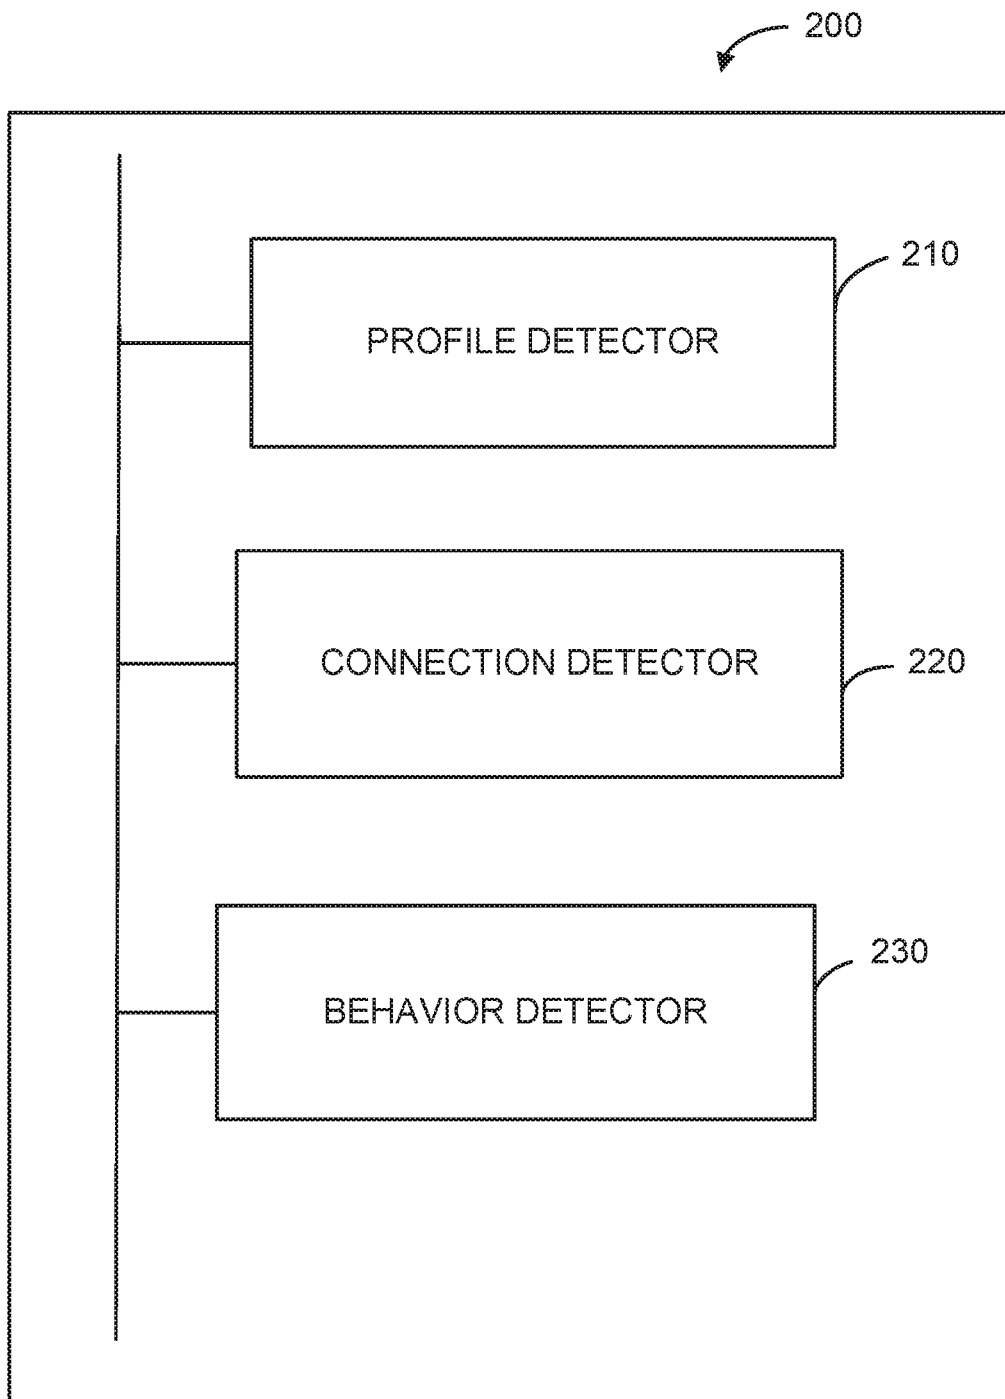 200
210
PROFILE DETECTOR
CONNECTION DETECTOR
220
230
BEHAVIOR DETECTOR